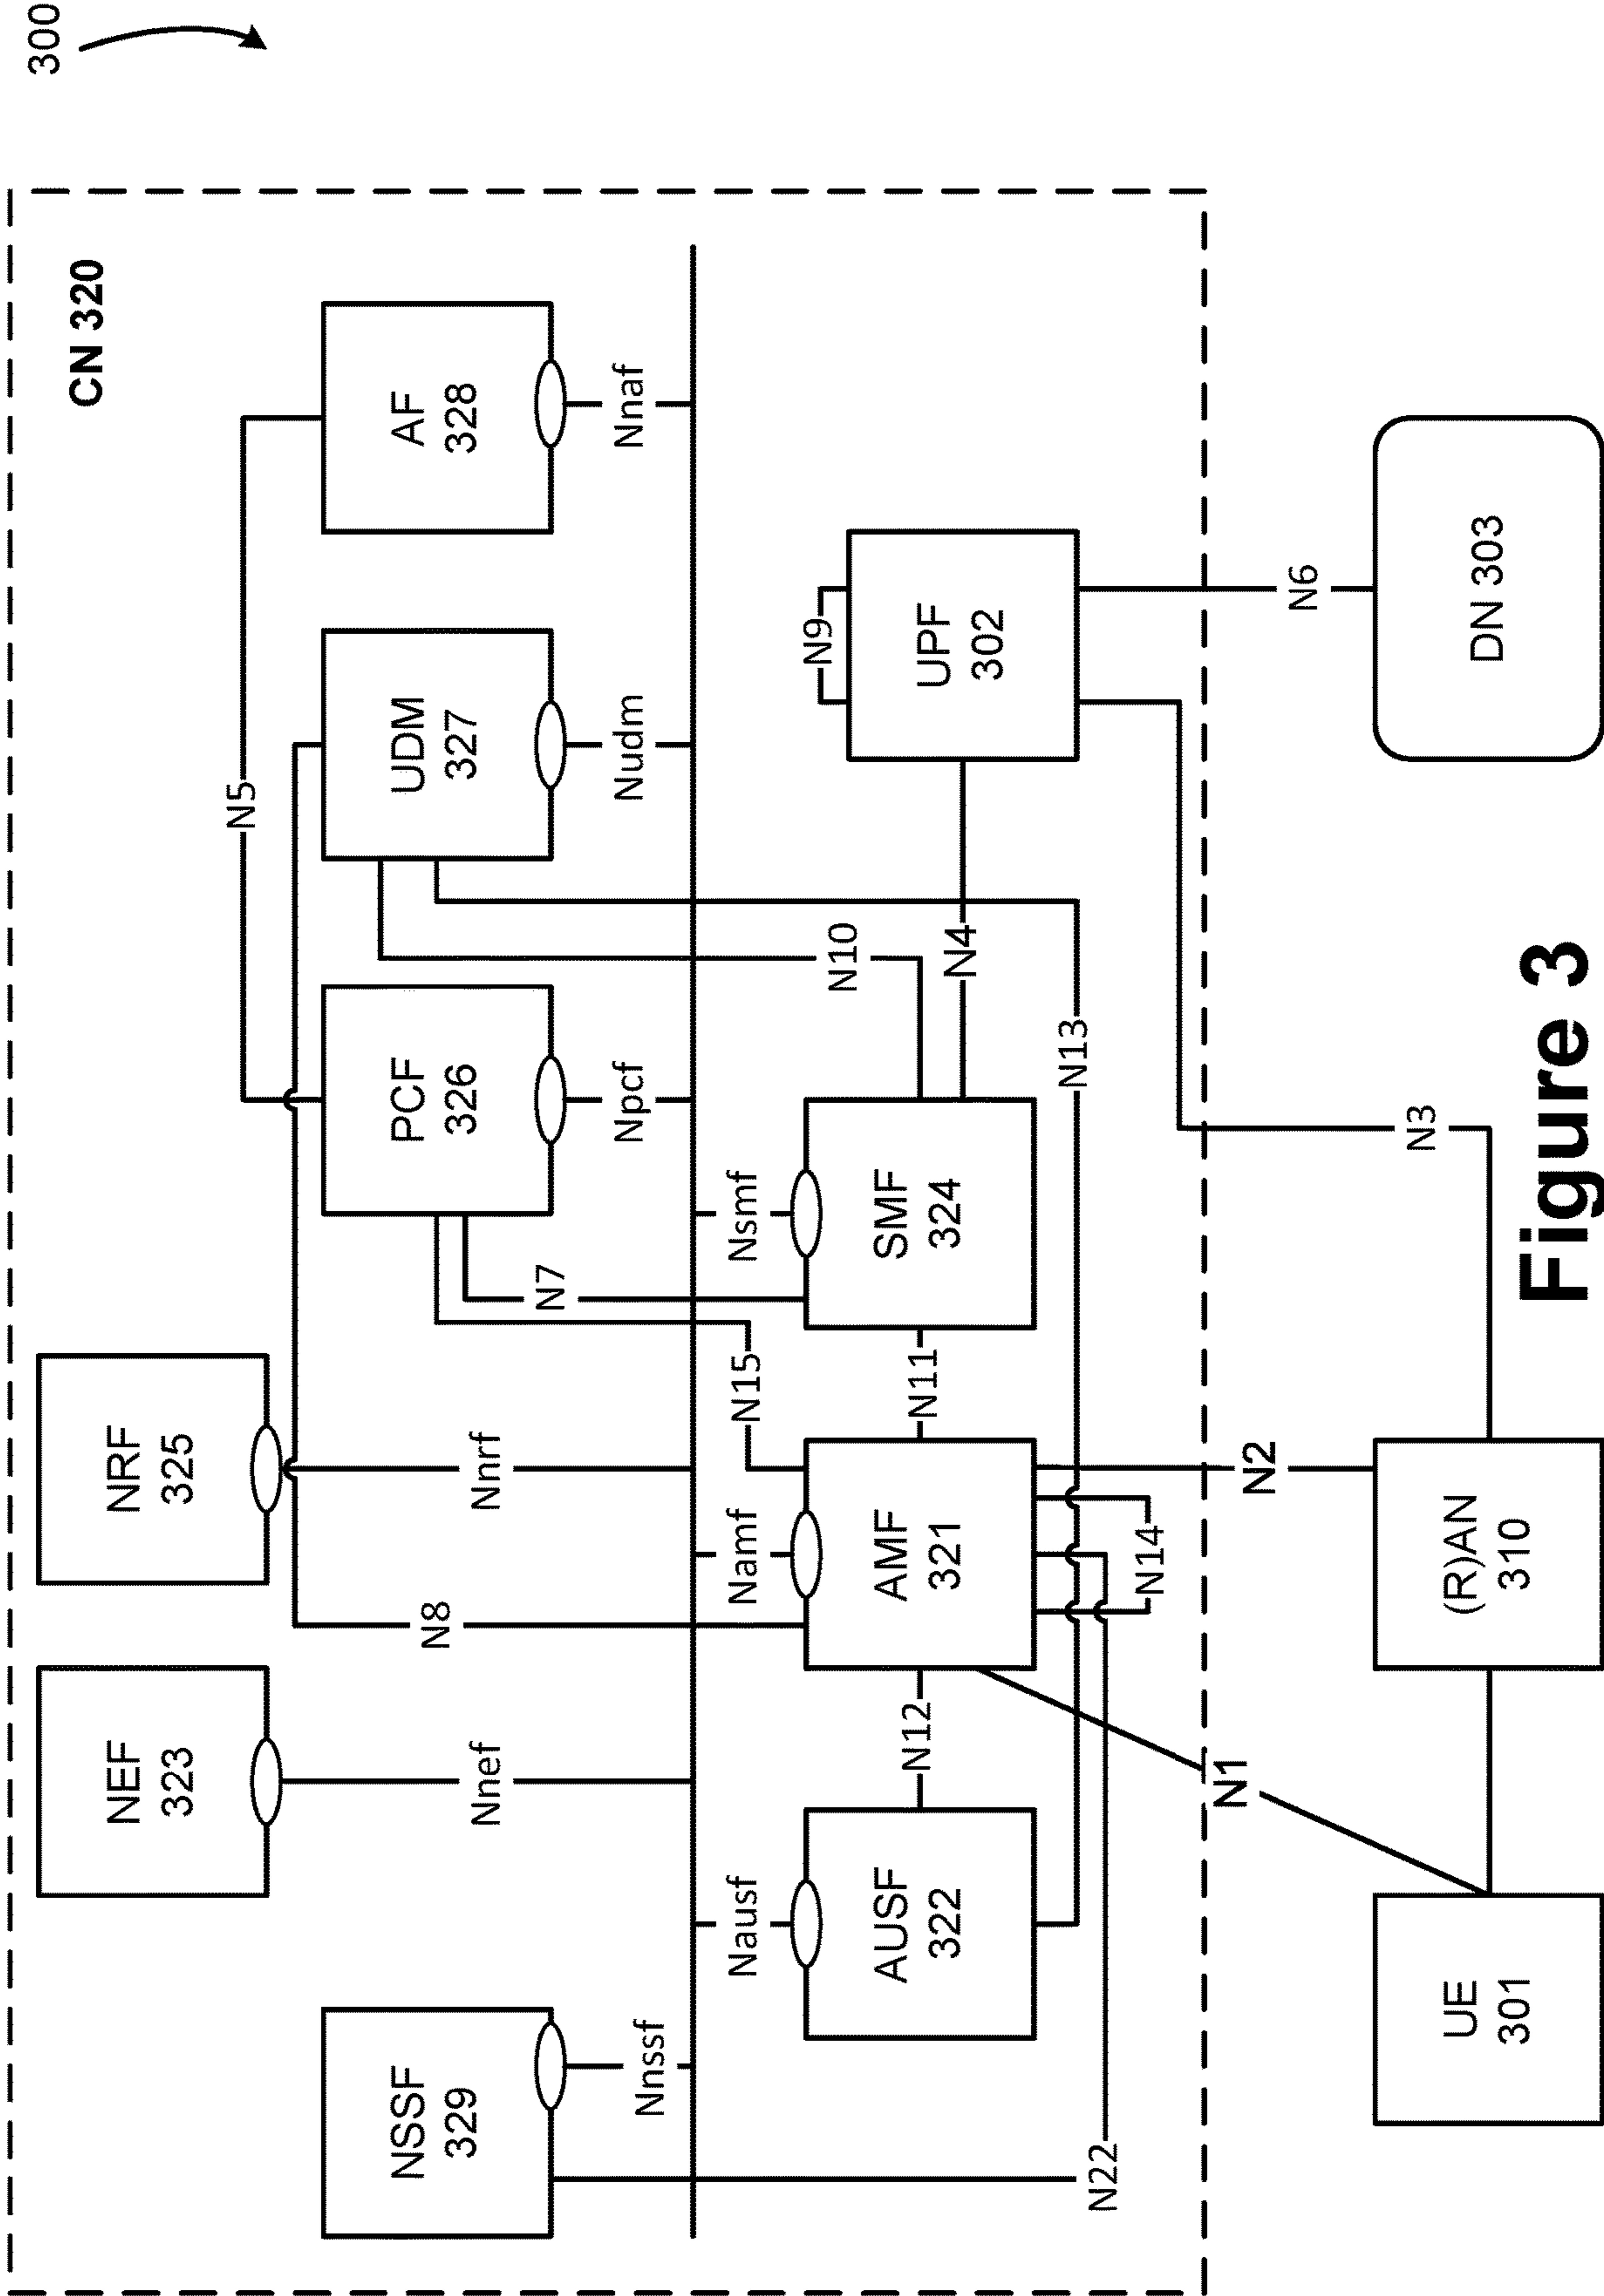 300
CN 320
NSSF
329
NEF
323
NRF
325
PCF
326
UDM
327
AF
328
N5
N8
Nnssf
Nnef
Nnrf
N7
Npcf
Nudm
Nnaf
Nausf
Namf
N15
Nsmf
N10
N9
AUSF
322
N12
AMF
321
N11
SMF
324
N4
UPF
302
N13
N22
N14
N1
N2
N3
N6
UE
301
(R)AN
310
DN 303
Figure 3